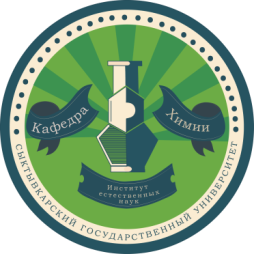 Кафедра
Химии
Институт
естественных
наук
СЫКТЫВКАРСКИЙ ГОСУДАРСТВЕННЫЙ УНИВЕРСИТЕТ